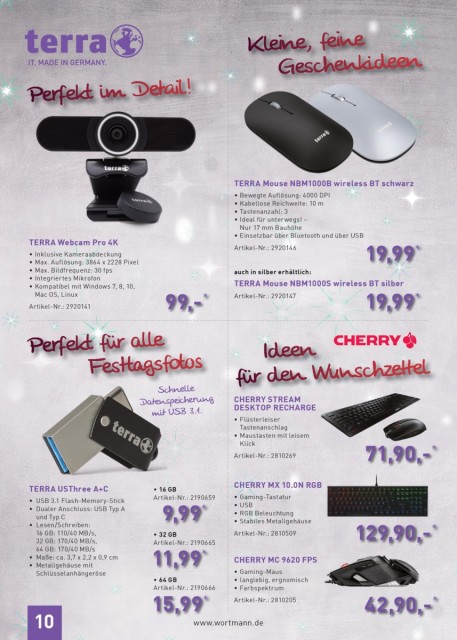 terra
IT. MADE IN GERMANY.
Perfekt im Detail!
terra
TERRA Webcam Pro 4K
• Inklusive Kameraabdeckung
• Max. Auflösung: 3864 x 2228 Pixel
• Max. Bildfrequenz: 30 fps
• Integriertes Mikrofon
• Kompatibel mit Windows 7, 8, 10,
Mac OS, Linux
Artikel-Nr.: 2920141
99,-*
Kleine, feine
Geschenkideen
terra
TERRA Mouse NBM1000B wireless BT schwarz
• Bewegte Auflösung: 4000 DPI
• Kabellose Reichweite: 10 m
• Tastenanzahl: 3
• Ideal für unterwegs! -
Nur 17 mm Bauhöhe
• Einsetzbar über Bluetooth und über USB
Artikel-Nr.: 2920146
19,99*
auch in silber erhältlich:
TERRA Mouse NBM1000S wireless BT silber
Artikel-Nr.: 2920147
19,99*
Perfekt für alle
Festtagsfotos
Schnelle
Datenspeicherung
mit USB 3.1.
terra
TERRA USThree A+C
• USB 3.1 Flash-Memory-Stick
• Dualer Anschluss: USB Typ A
und Typ C
• Lesen/Schreiben:
16 GB: 110/40 MB/s,
32 GB: 170/40 MB/s,
64 GB: 170/40 MB/s
• Maße: ca. 3,7 x 2,2 x 0,9 cm
• Metallgehäuse mit
Schlüsselanhängeröse
• 16 GB
Artikel-Nr.: 2190659
9,99*
• 32 GB
Artikel-Nr.: 2190665
11,99*
• 64 GB
Artikel-Nr.: 2190666
15,99*
CHERRY
Ideen
für den Wunschzettel
CHERRY STREAM
DESKTOP RECHARGE
• Flüsterleiser
Tastenanschlag
• Maustasten mit leisem
Klick
Artikel-Nr.: 2810269
71,90,-*
CHERRY MX 10.0N RGB
• Gaming-Tastatur
• USB
• RGB Beleuchtung
• Stabiles Metallgehäuse
Artikel-Nr.: 2810509
129,90,-*
CHERRY MC 9620 FPS
• Gaming-Maus
• langlebig, ergnomisch
• Farbspektrum
Artikel-Nr.: 2810205
42,90,-*
10
www.wortmann.de